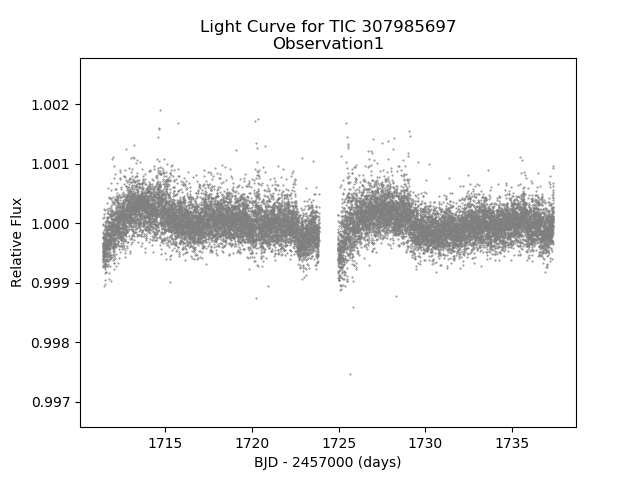 Light Curve for TIC 307985697
Observation1
1.002
1.001
1.000
0.999
0.998
0.997
Relative Flux
1715 1720 1725 1730 1735
BJD - 2457000 (days)